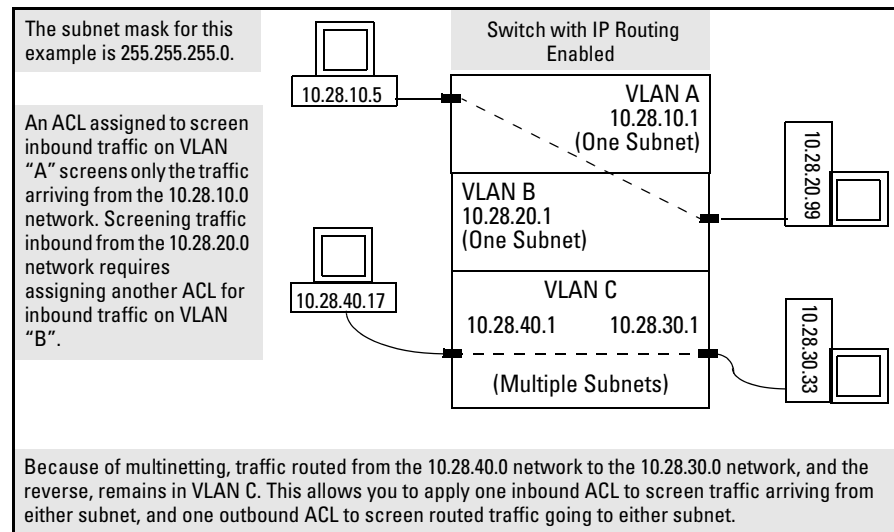 The subnet mask for this
example is 255.255.255.0.
Switch with IP Routing
Enabled
10.28.10.5
VLAN A
10.28.10.1
(One Subnet)
An ACL assigned to screen
inbound traffic on VLAN
“A” screens only the traffic
arriving from the 10.28.10.0
network. Screening traffic
inbound from the 10.28.20.0
network requires
assigning another ACL for
inbound traffic on VLAN
“B”.
10.28.20.99
VLAN B
10.28.20.1
(One Subnet)
10.28.40.17
VLAN C
10.28.40.1 10.28.30.1
(Multiple Subnets)
10.28.30.33
Because of multinetting, traffic routed from the 10.28.40.0 network to the 10.28.30.0 network, and the
reverse, remains in VLAN C. This allows you to apply one inbound ACL to screen traffic arriving from
either subnet, and one outbound ACL to screen routed traffic going to either subnet.